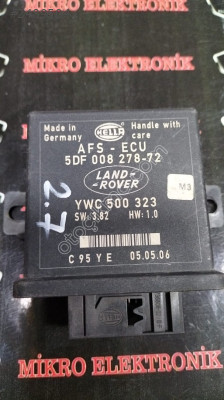 MİKRO ELEKTRONİK
Made in Germany
HELLA
Handle with care
AFS - ECU
5DF 008 278-72
LAND-
-ROVER
M3
YWC 500 323
SW: 3.82 HW: 1.0
2.7
C 95 Y E 05.05.06
MİKRO ELEKTRONİK